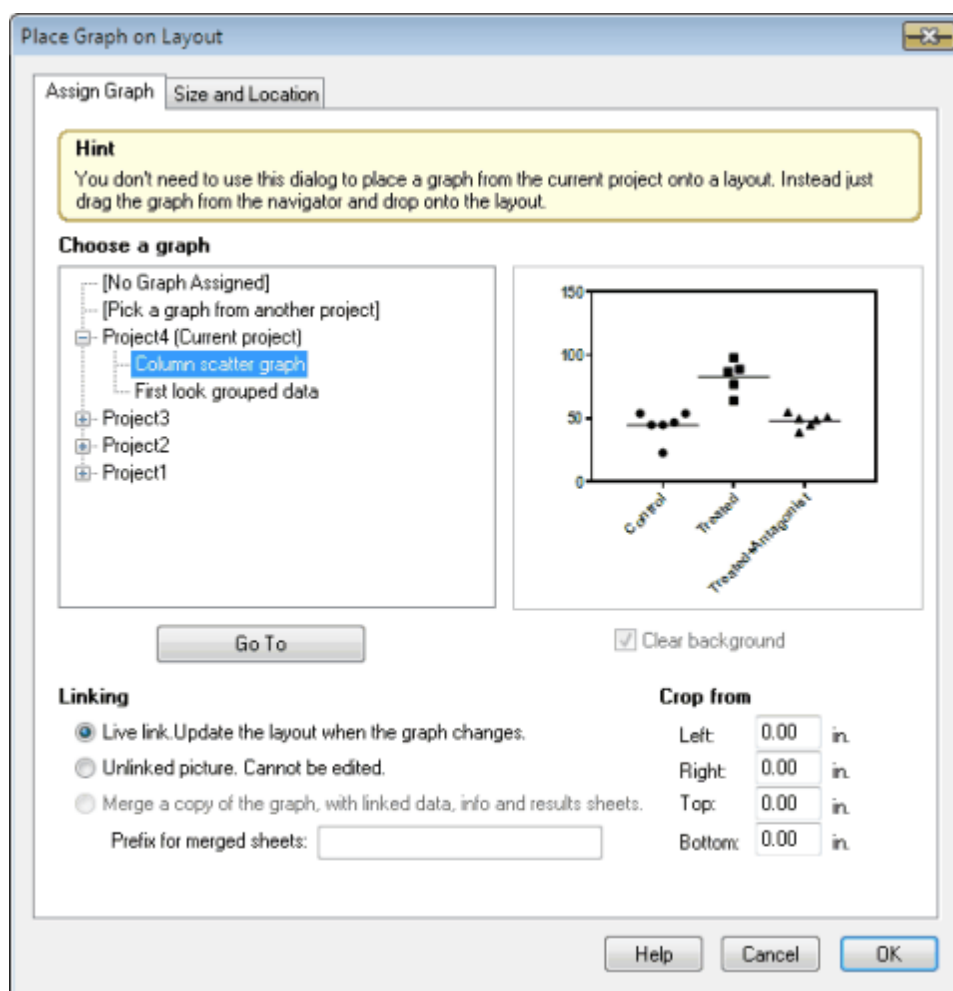 Place Graph on Layout
Assign Graph
Size and Location
Hint
You don't need to use this dialog to place a graph from the current project onto a layout. Instead just
drag the graph from the navigator and drop onto the layout.
Choose a graph
[No Graph Assigned]
[Pick a graph from another project]
Project4 (Current project)
Column scatter graph
First look grouped data
Project3
Project2
Project1
150
100
50
0
Control
Treated
Treated+Antagonist
Go To
Clear background
Linking
Live link.Update the layout when the graph changes.
Unlinked picture. Cannot be edited.
Merge a copy of the graph, with linked data, info and results sheets.
Prefix for merged sheets:
Crop from
Left: 0.00 in.
Right: 0.00 in.
Top: 0.00 in.
Bottom: 0.00 in.
Help
Cancel
OK